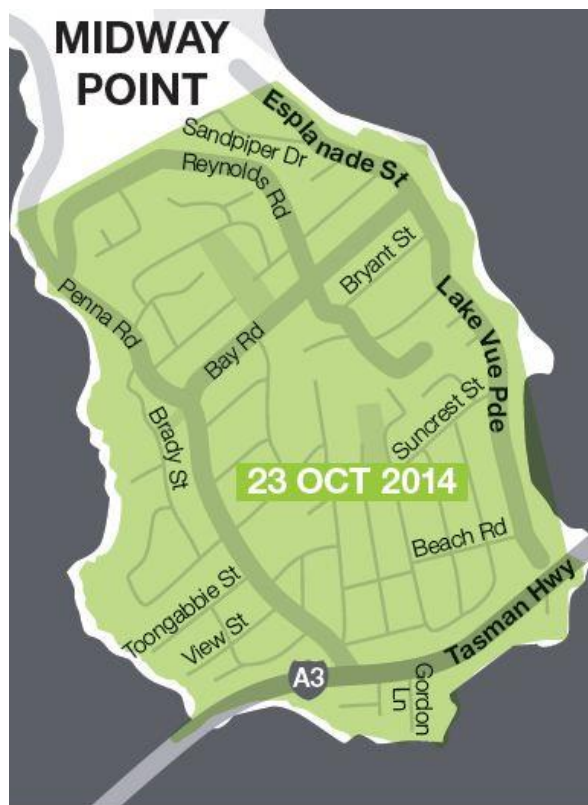 MIDWAY
POINT
Esplanade St
Sandpiper Dr
Reynolds Rd
Bryant St
Penna Rd
Bay Rd
Lake Vue Pde
Brady St
Suncrest St
23 OCT 2014
Beach Rd
Toongabbie St
View St
Tasman Hwy
A3
Gordon
Ln